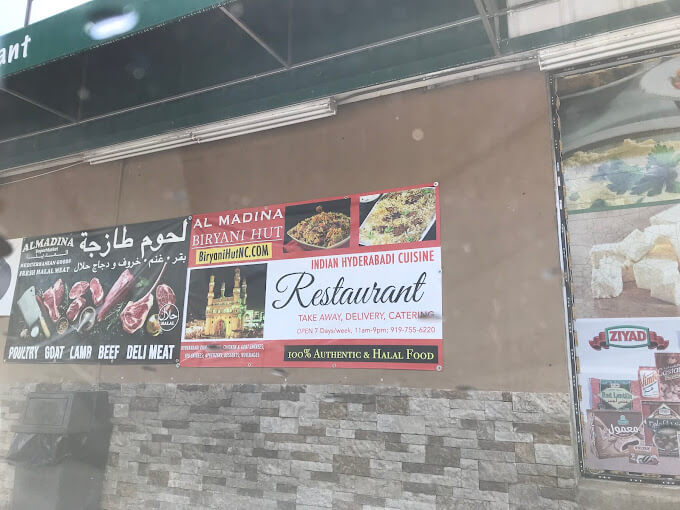 ant
ALMADINA
لحوم طازجة
MEDITERRANEAN GOODS
FRESH HALAL MEAT
بقر، غنم، خروف و دجاج حلال
حلال
HALAL
POULTRY GOAT LAMB BEEF DELI MEAT
AL MADINA
BIRYANI HUT
BiryaniHutNC.COM
INDIAN HYDERABADI CUISINE
Restaurant
TAKE AWAY, DELIVERY, CATERING
OPEN 7 Days/week, 11am-9pm; 919-755-6220
100% AUTHENTIC & HALAL FOOD
ZIYAD
معمول